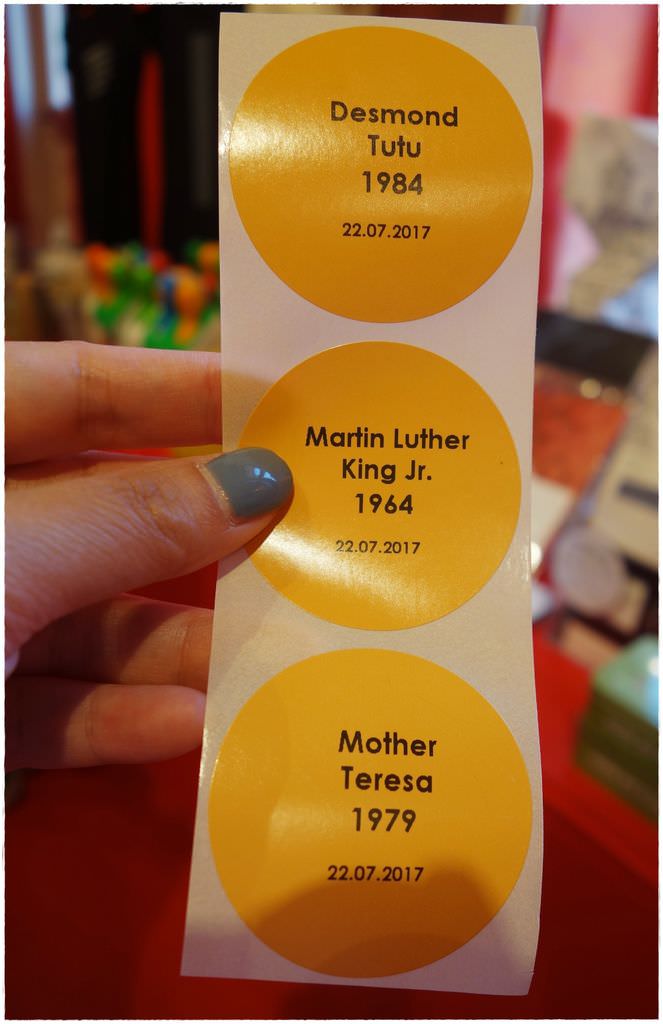 Desmond
Tutu
1984
22.07.2017
Martin Luther
King Jr.
1964
22.07.2017
Mother
Teresa
1979
22.07.2017